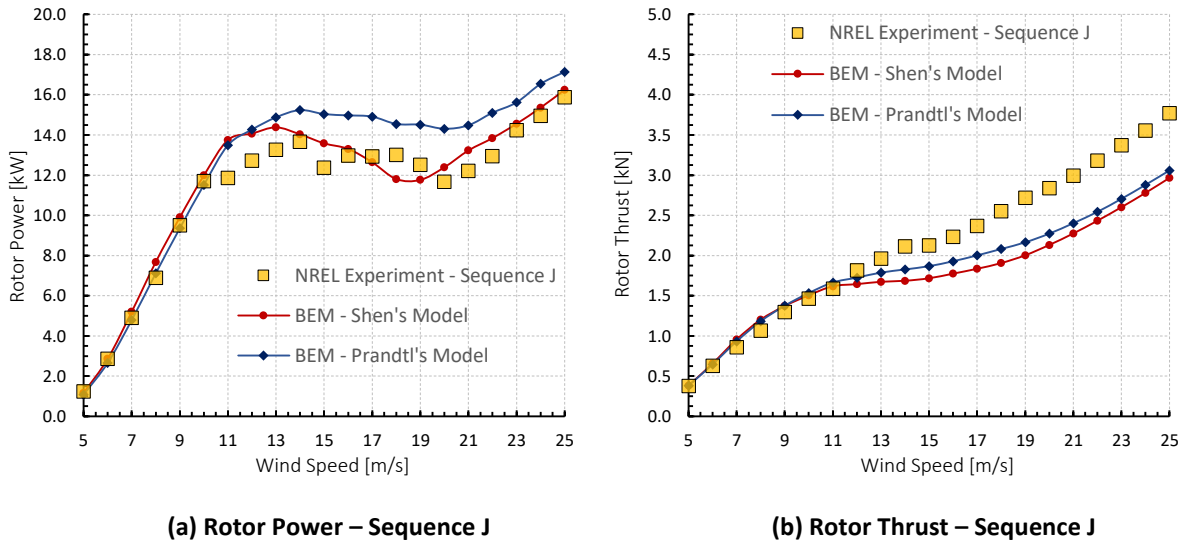 20.0
18.0
16.0
14.0
12.0
10.0
8.0
6.0
4.0
2.0
0.0
Rotor Power [kW]
NREL Experiment - Sequence J
BEM - Shen's Model
BEM - Prandtl's Model
5 7 9 11 13 15 17 19 21 23 25
Wind Speed [m/s]
(a) Rotor Power – Sequence J
5.0
4.5
4.0
3.5
3.0
2.5
2.0
1.5
1.0
0.5
0.0
Rotor Thrust [kN]
NREL Experiment - Sequence J
BEM - Shen's Model
BEM - Prandtl's Model
5 7 9 11 13 15 17 19 21 23 25
Wind Speed [m/s]
(b) Rotor Thrust – Sequence J